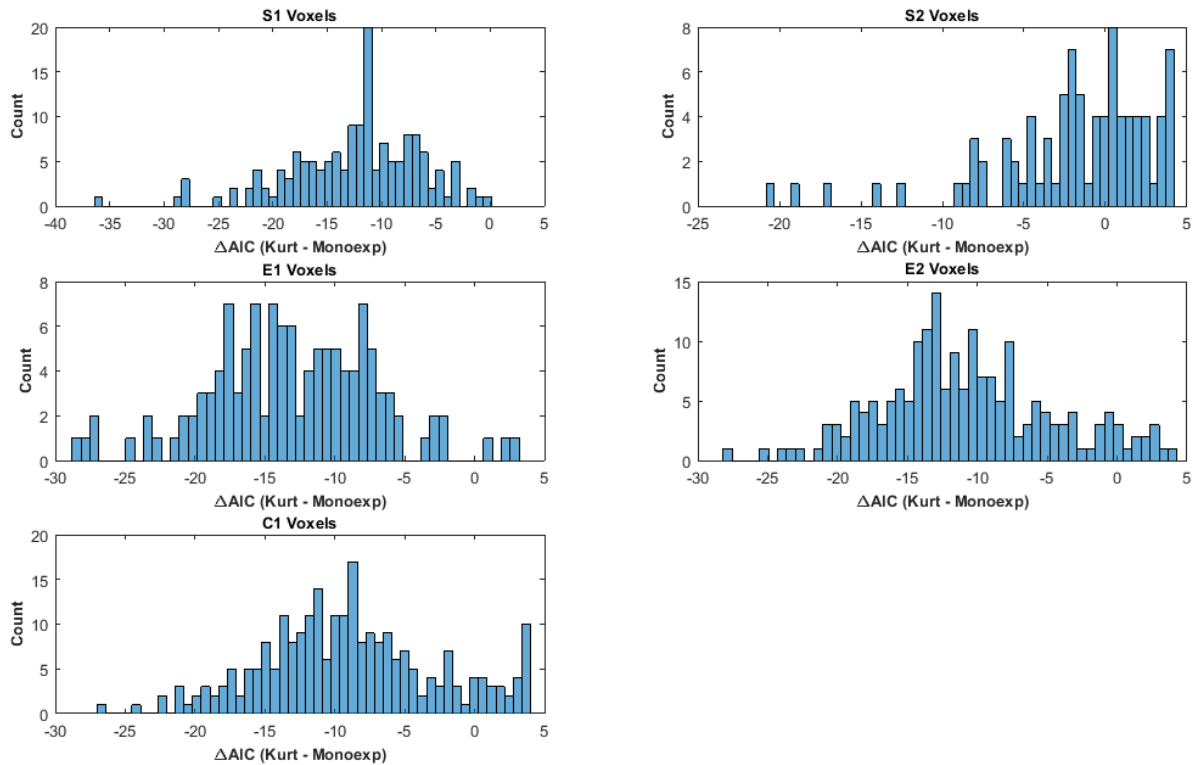 S1 Voxels
20
15
10
5
0
Count
-40 -35 -30 -25 -20 -15 -10 -5 0 5
ΔAIC (Kurt - Monoexp)
S2 Voxels
8
6
4
2
0
Count
-25 -20 -15 -10 -5 0 5
ΔAIC (Kurt - Monoexp)
E1 Voxels
8
6
4
2
0
Count
-30 -25 -20 -15 -10 -5 0 5
ΔAIC (Kurt - Monoexp)
E2 Voxels
15
10
5
0
Count
-30 -25 -20 -15 -10 -5 0 5
ΔAIC (Kurt - Monoexp)
C1 Voxels
20
15
10
5
0
Count
-30 -25 -20 -15 -10 -5 0 5
ΔAIC (Kurt - Monoexp)